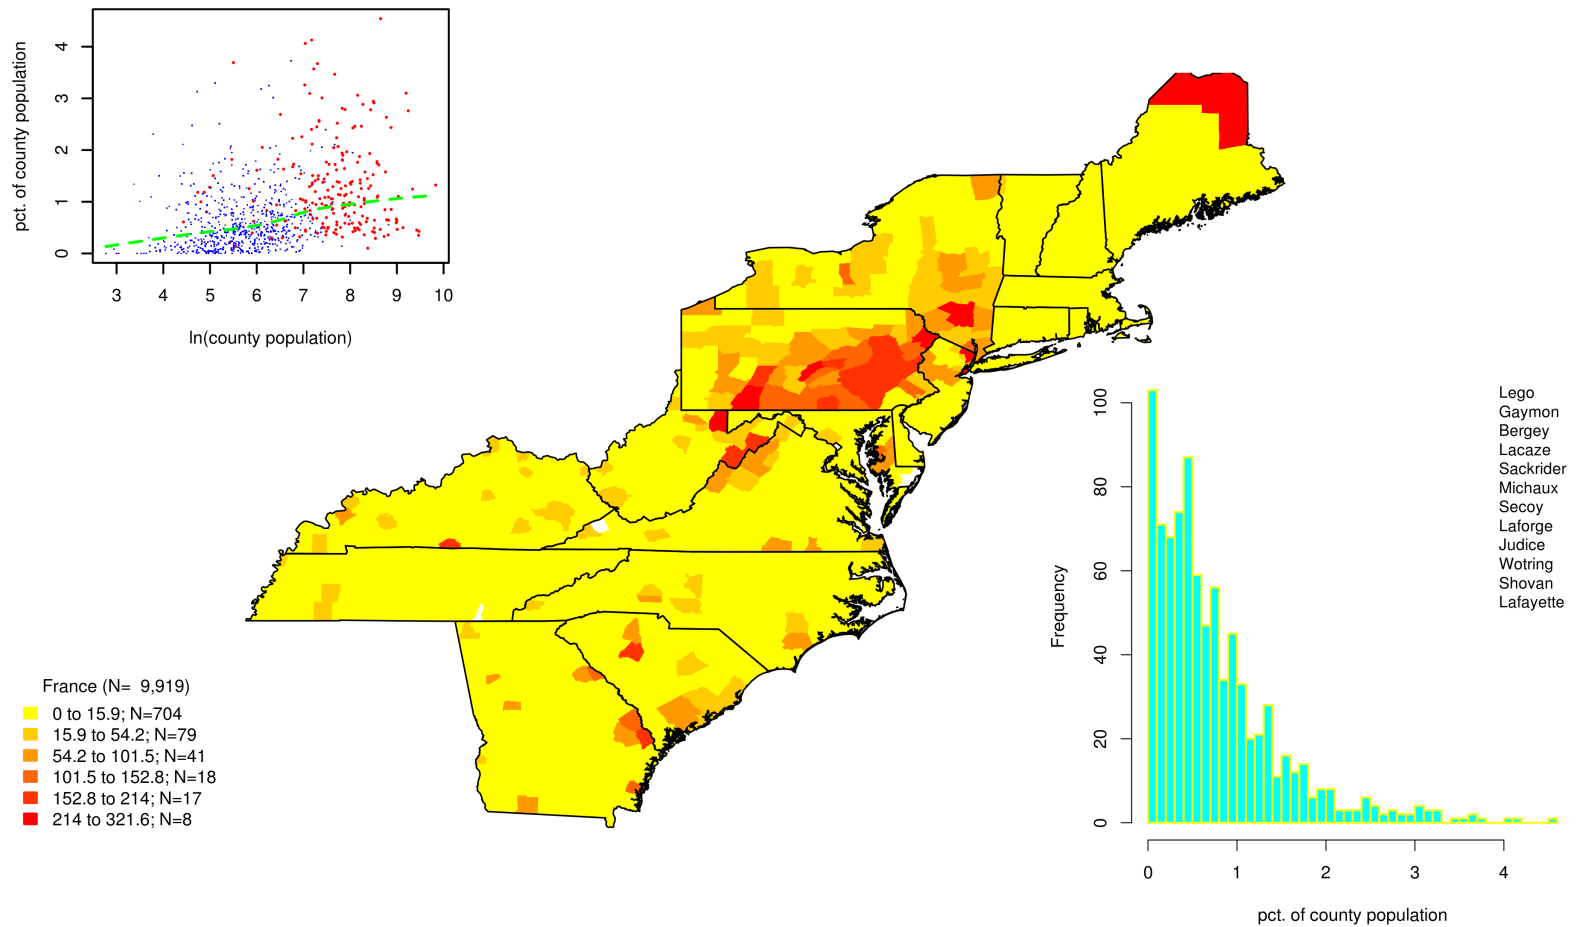 pct. of county population
0
1
2
3
4
3
4
5
6
7
8
9
10
ln(county population)
France (N=  9,919)
0 to 15.9; N=704
15.9 to 54.2; N=79
54.2 to 101.5; N=41
101.5 to 152.8; N=18
152.8 to 214; N=17
214 to 321.6; N=8
Lego
Gaymon
Bergey
Lacaze
Sackrider
Michaux
Secoy
Laforge
Judice
Wotring
Shovan
Lafayette
Frequency
0
20
40
60
80
100
0
1
2
3
4
pct. of county population